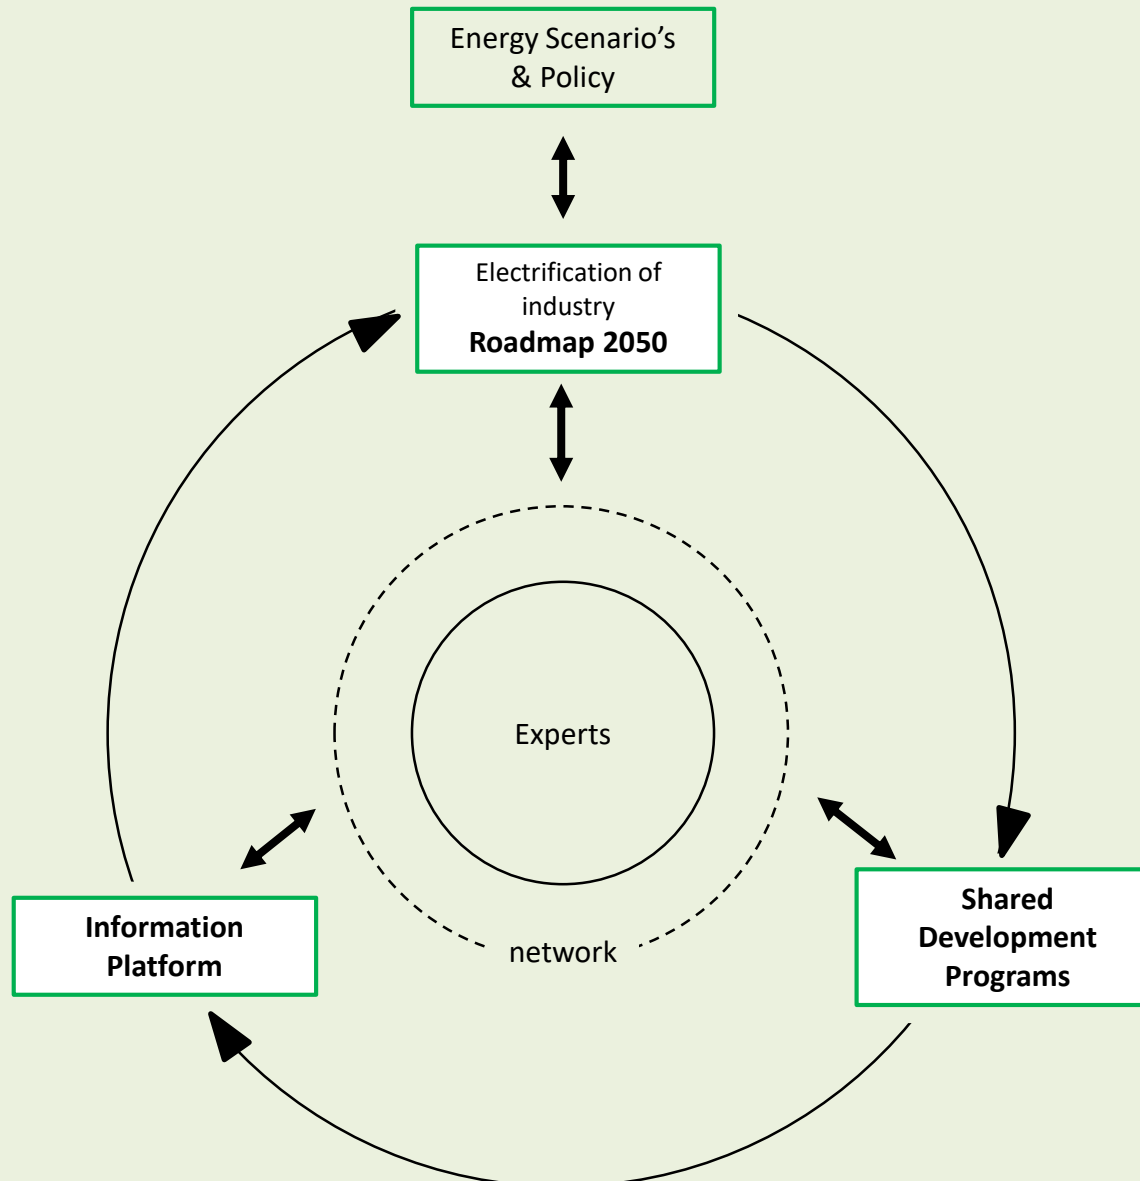 Energy Scenario’s
& Policy
Electrification of
industry
Roadmap 2050
Experts
network
Information
Platform
Shared
Development
Programs